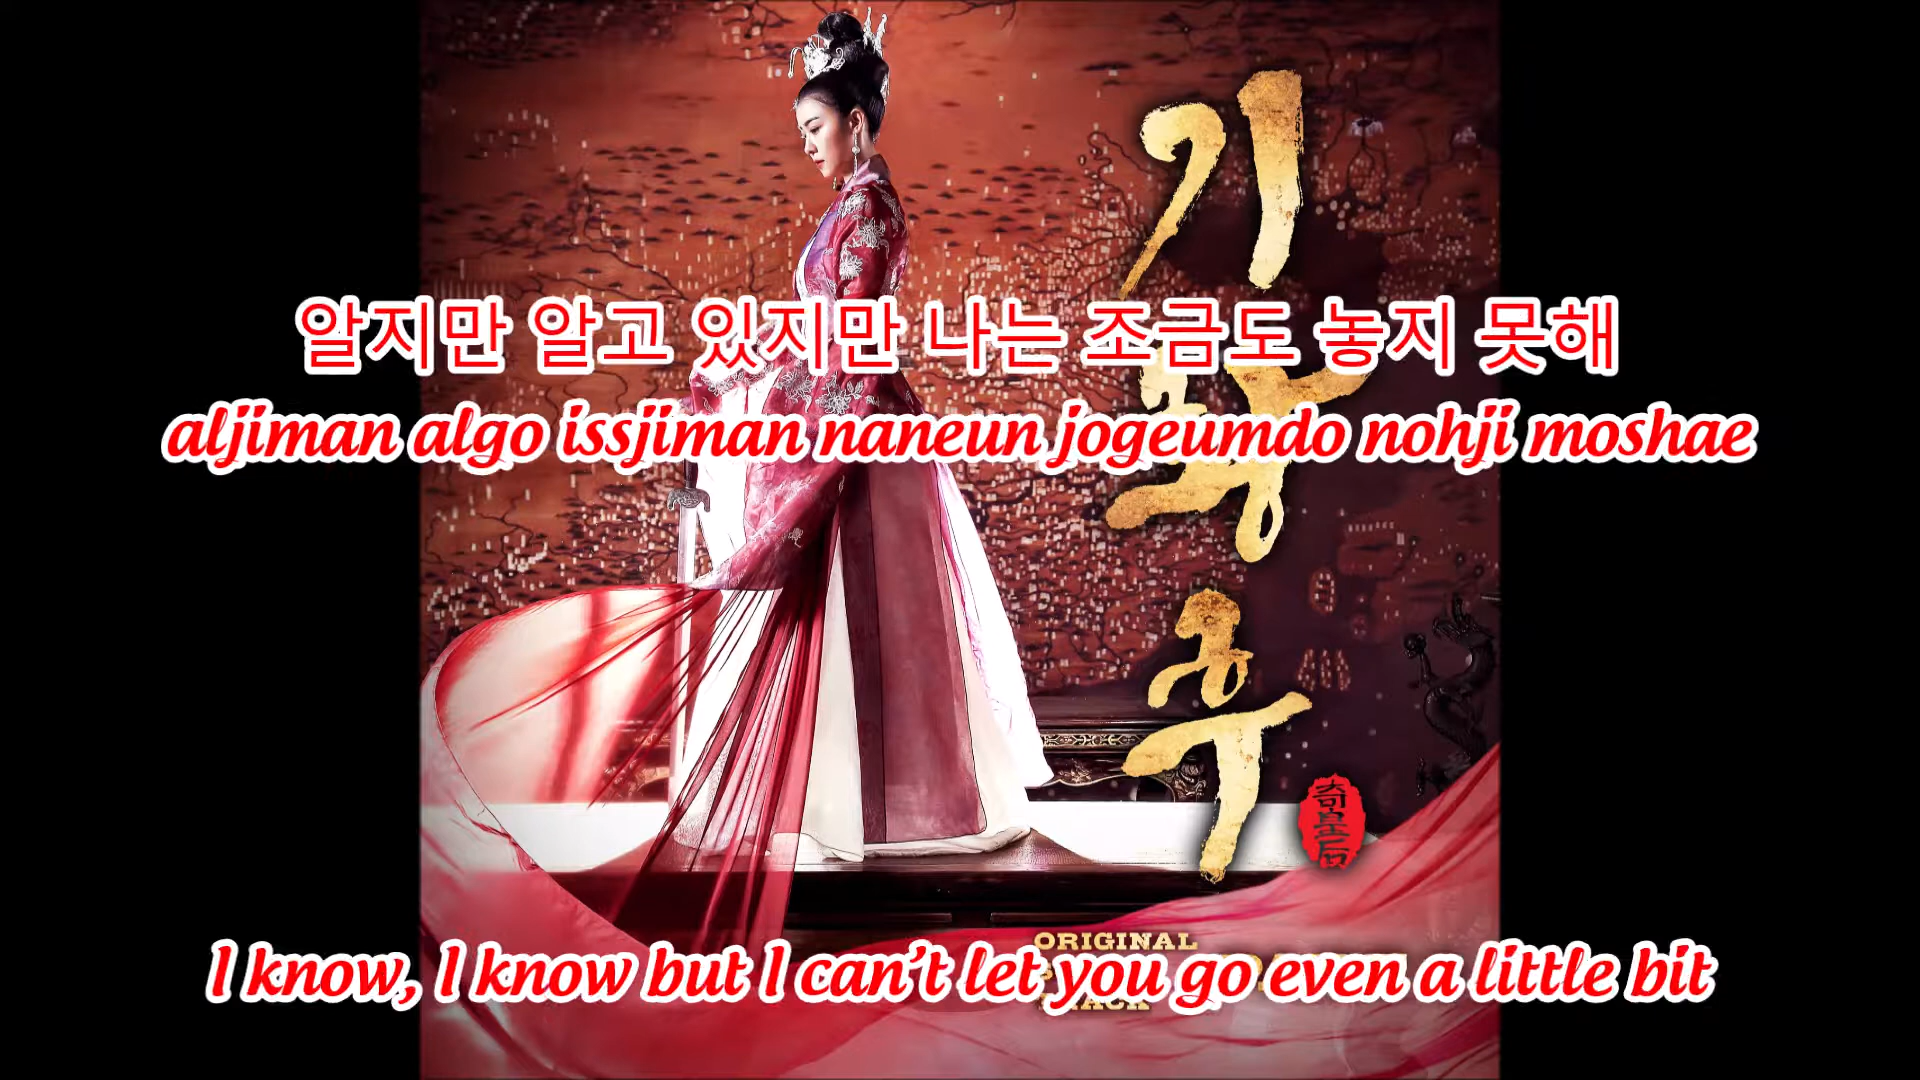 기황후
알지만 알고 있지만 나는 조금도 놓지 못해
aljiman algo issjiman naneun jogeumdo nohji moshae
奇皇后
ORIGINAL
I know, I know but I can’t let you go even a little bit